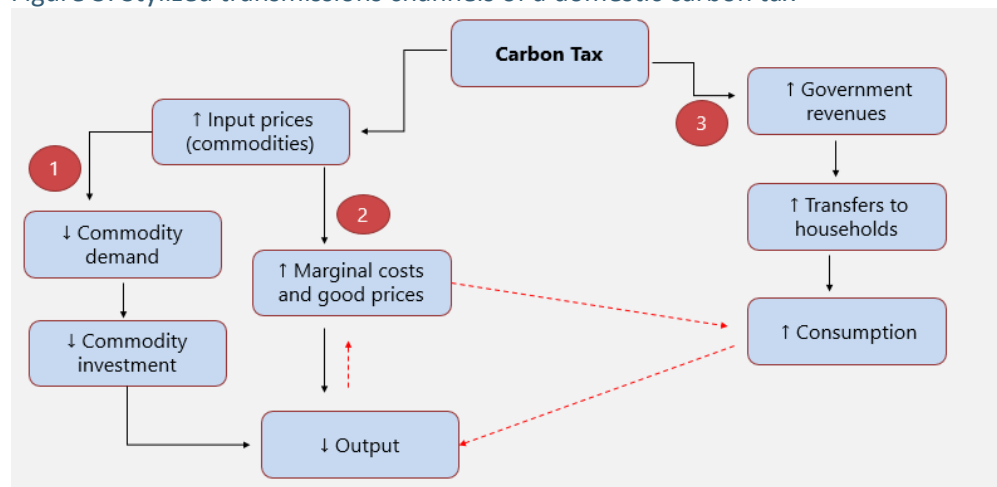 Carbon Tax
↑ Input prices
(commodities)
↑ Government
revenues
1
2
3
↓ Commodity
demand
↑ Marginal costs
and good prices
↑ Transfers to
households
↓ Commodity
investment
↑ Consumption
↓ Output